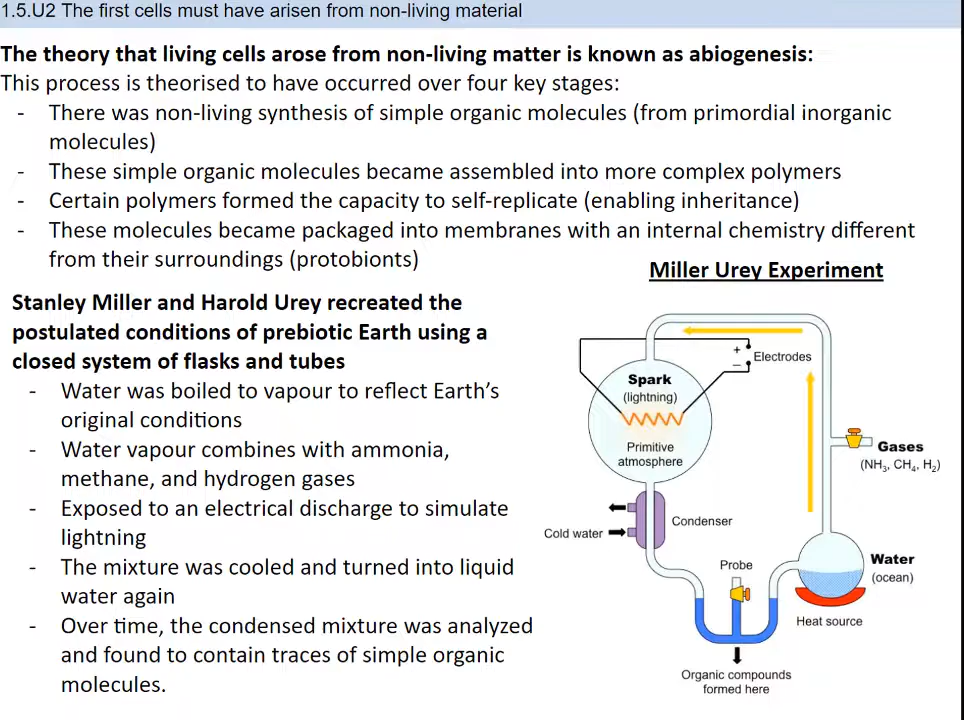 1.5.U2 The first cells must have arisen from non-living material
The theory that living cells arose from non-living matter is known as abiogenesis:
This process is theorised to have occurred over four key stages:
- There was non-living synthesis of simple organic molecules (from primordial inorganic
molecules)
- These simple organic molecules became assembled into more complex polymers
- Certain polymers formed the capacity to self-replicate (enabling inheritance)
- These molecules became packaged into membranes with an internal chemistry different
from their surroundings (protobionts)
Stanley Miller and Harold Urey recreated the
postulated conditions of prebiotic Earth using a
closed system of flasks and tubes
- Water was boiled to vapour to reflect Earth's
original conditions
- Water vapour combines with ammonia,
methane, and hydrogen gases
- Exposed to an electrical discharge to simulate
lightning
- The mixture was cooled and turned into liquid
water again
- Over time, the condensed mixture was analyzed
and found to contain traces of simple organic
molecules.
Miller Urey Experiment
+
−
Electrodes
Spark
(lightning)
Primitive
atmosphere
Gases
(NH₃, CH₄, H₂)
Condenser
Cold water
Probe
Water
(ocean)
Heat source
Organic compounds
formed here